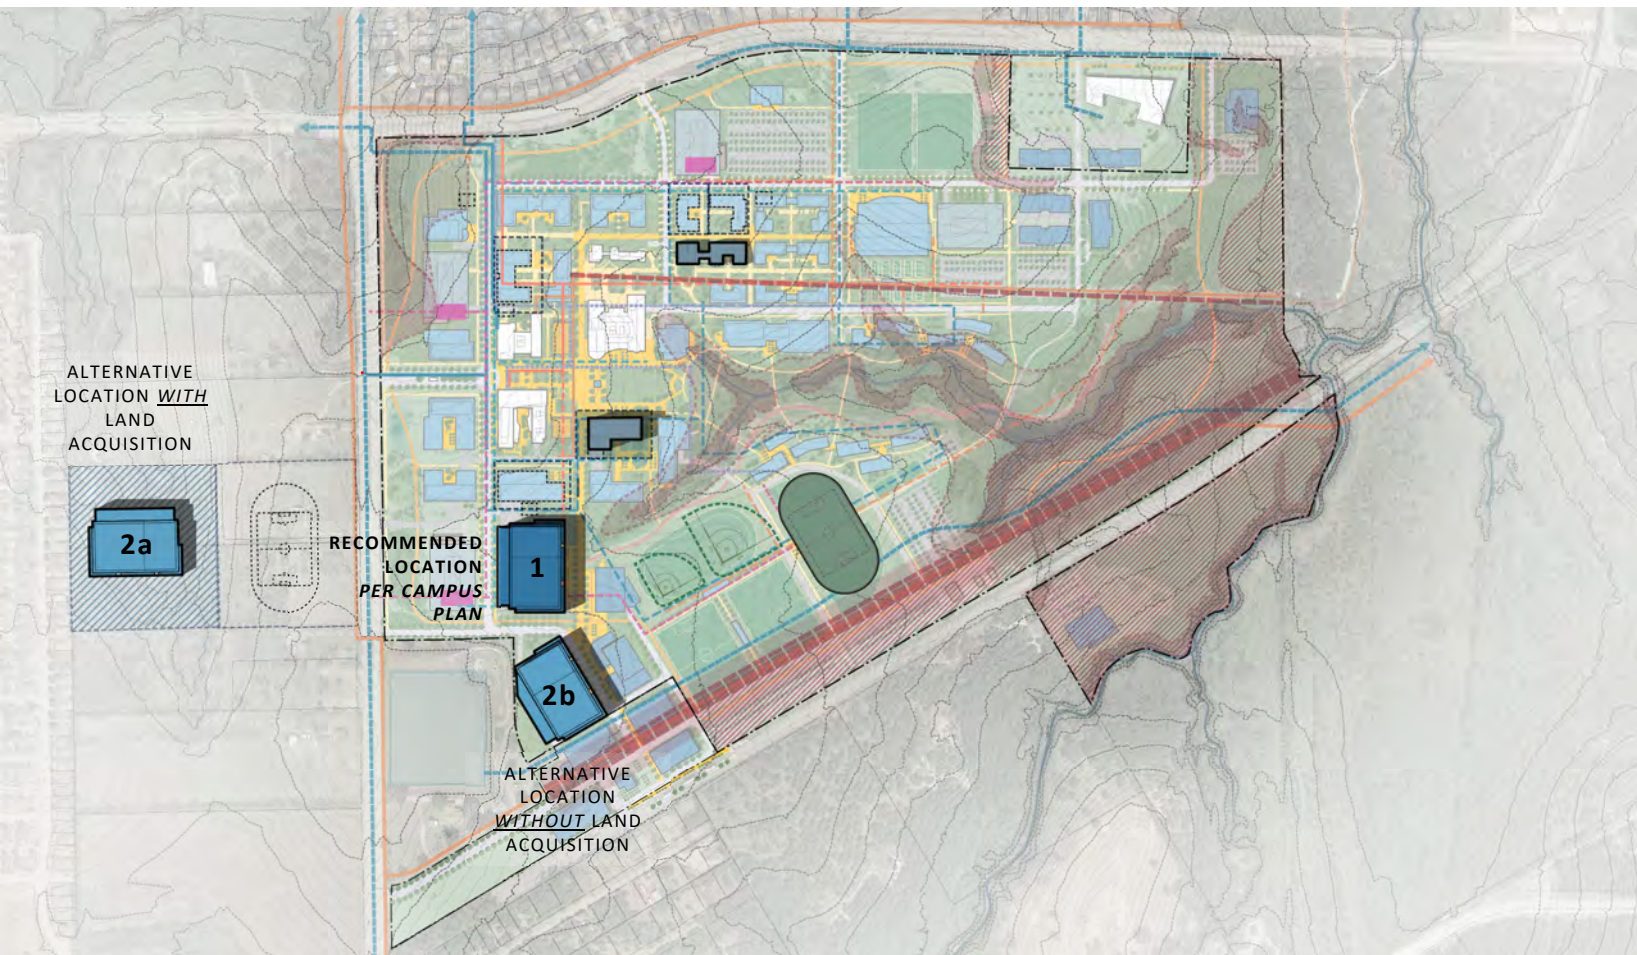 ALTERNATIVE
LOCATION WITH
LAND
ACQUISITION
2a
RECOMMENDED
LOCATION
PER CAMPUS
PLAN
1
2b
ALTERNATIVE
LOCATION
WITHOUT LAND
ACQUISITION